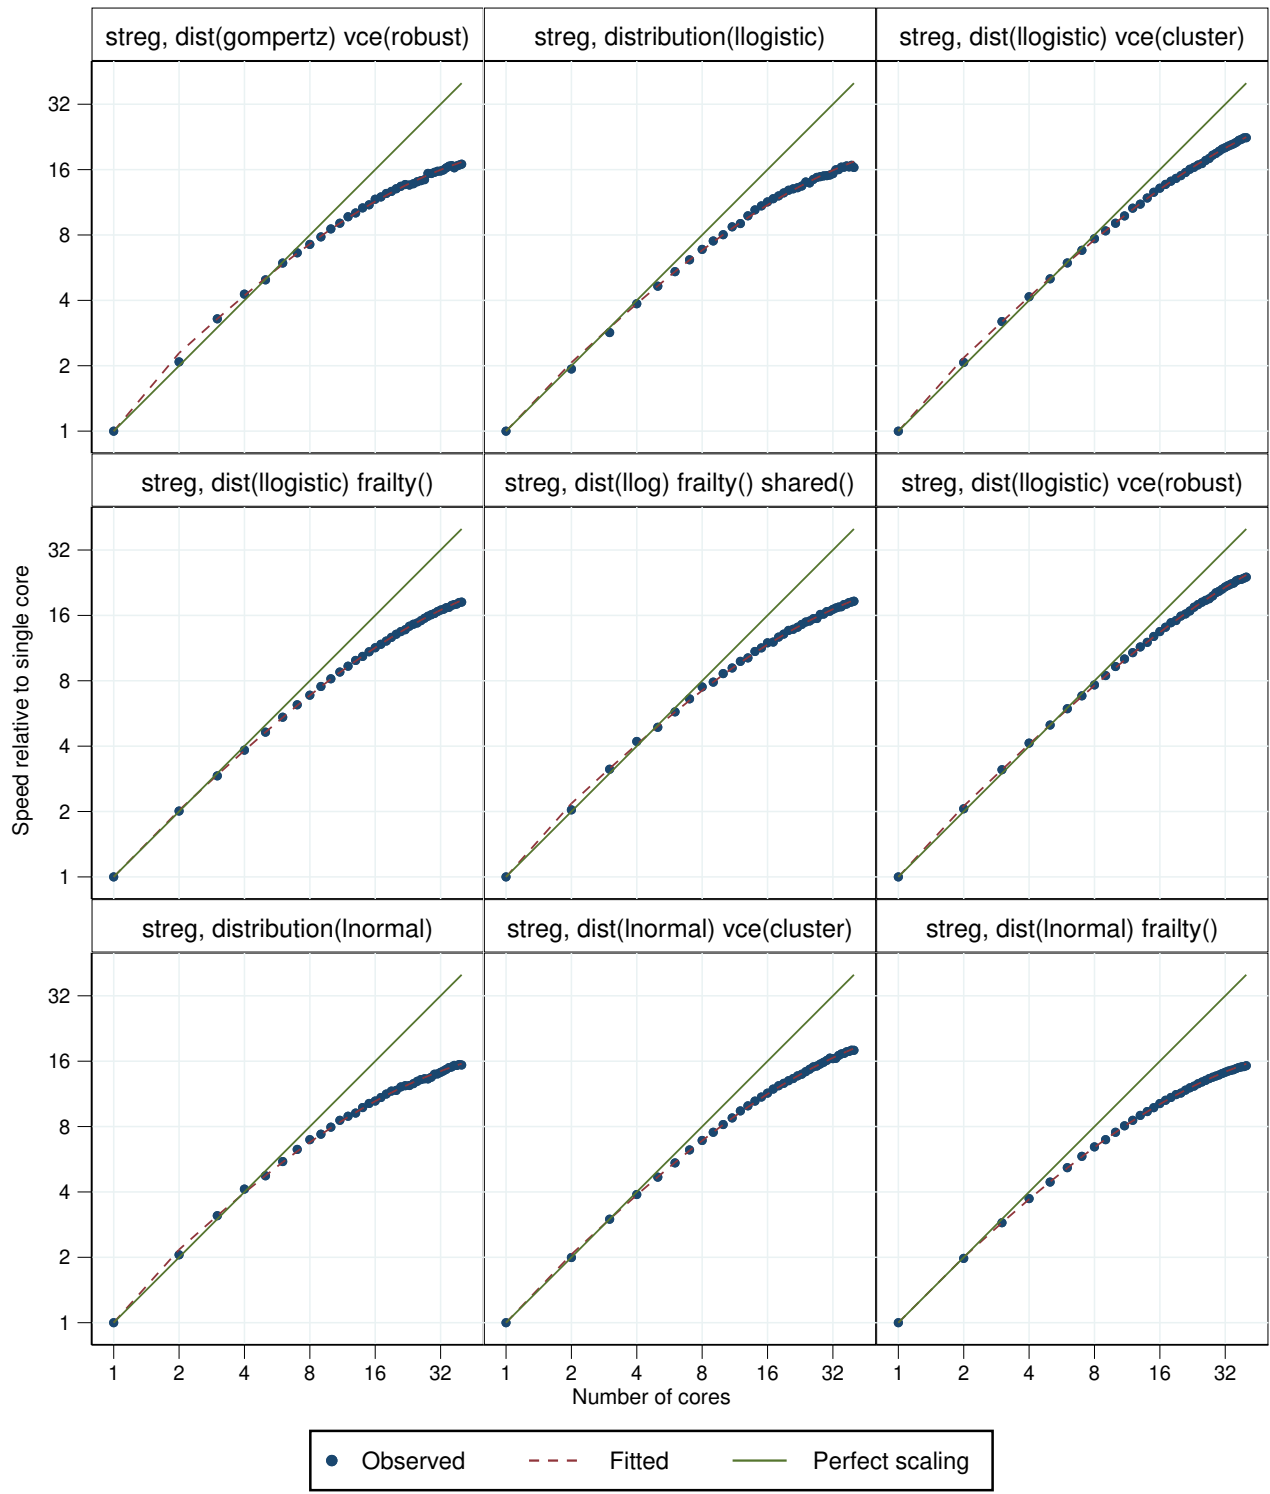 streg, dist(gompertz) vce(robust)
streg, distribution(llogistic)
streg, dist(llogistic) vce(cluster)
32
16
8
4
2
1
streg, dist(llogistic) frailty()
streg, dist(llog) frailty() shared()
streg, dist(llogistic) vce(robust)
32
16
8
4
2
1
Speed relative to single core
streg, distribution(lnormal)
streg, dist(lnormal) vce(cluster)
streg, dist(lnormal) frailty()
32
16
8
4
2
1
1 2 4 8 16 32 1 2 4 8 16 32 1 2 4 8 16 32
Number of cores
Observed Fitted Perfect scaling